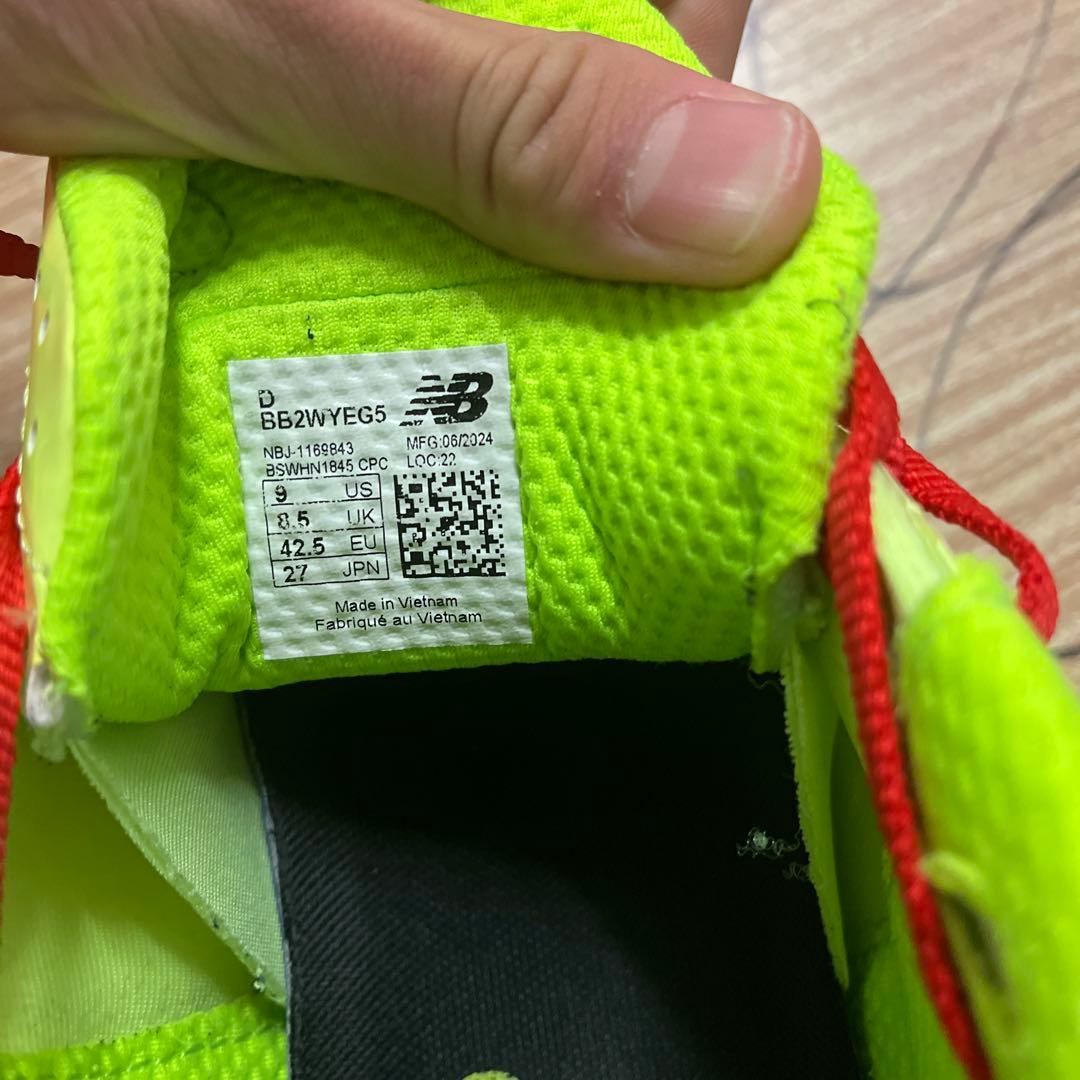 D
BB2WYEG5
NB
NBJ-1169843
BSWHN1845 CPC
MFG:06/2024
LOC:22
9 US
8.5 UK
42.5 EU
27 JPN
Made in Vietnam
Fabriqué au Vietnam